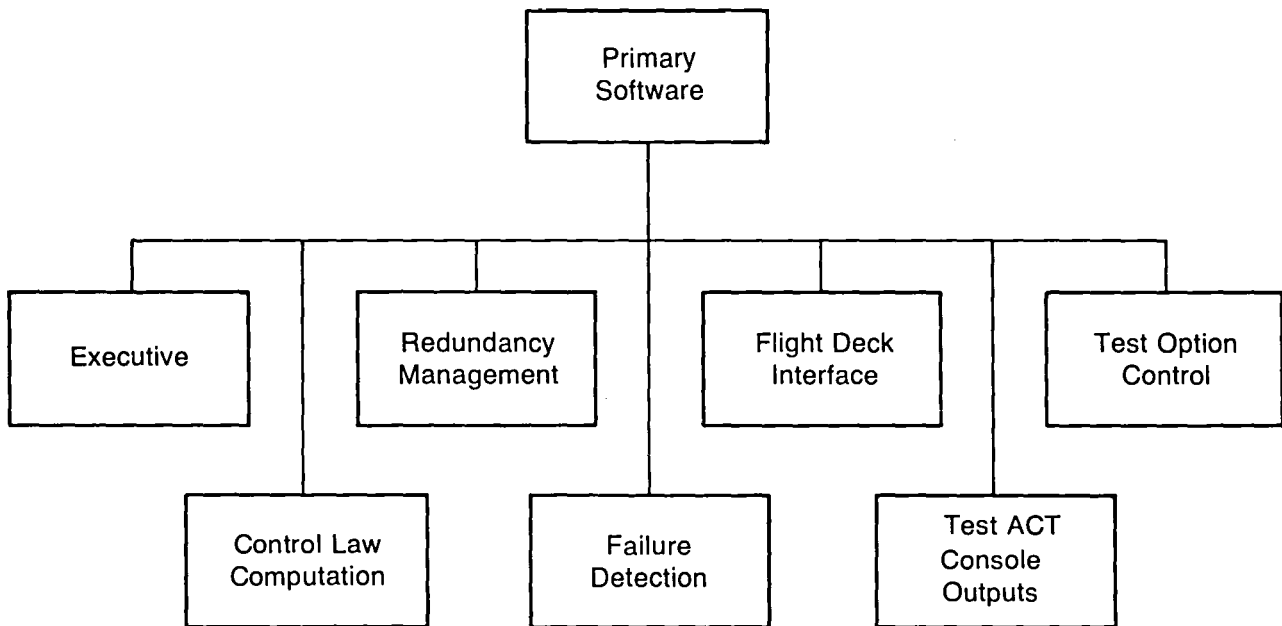 Primary
Software
Executive
Redundancy
Management
Flight Deck
Interface
Test Option
Control
Control Law
Computation
Failure
Detection
Test ACT
Console
Outputs